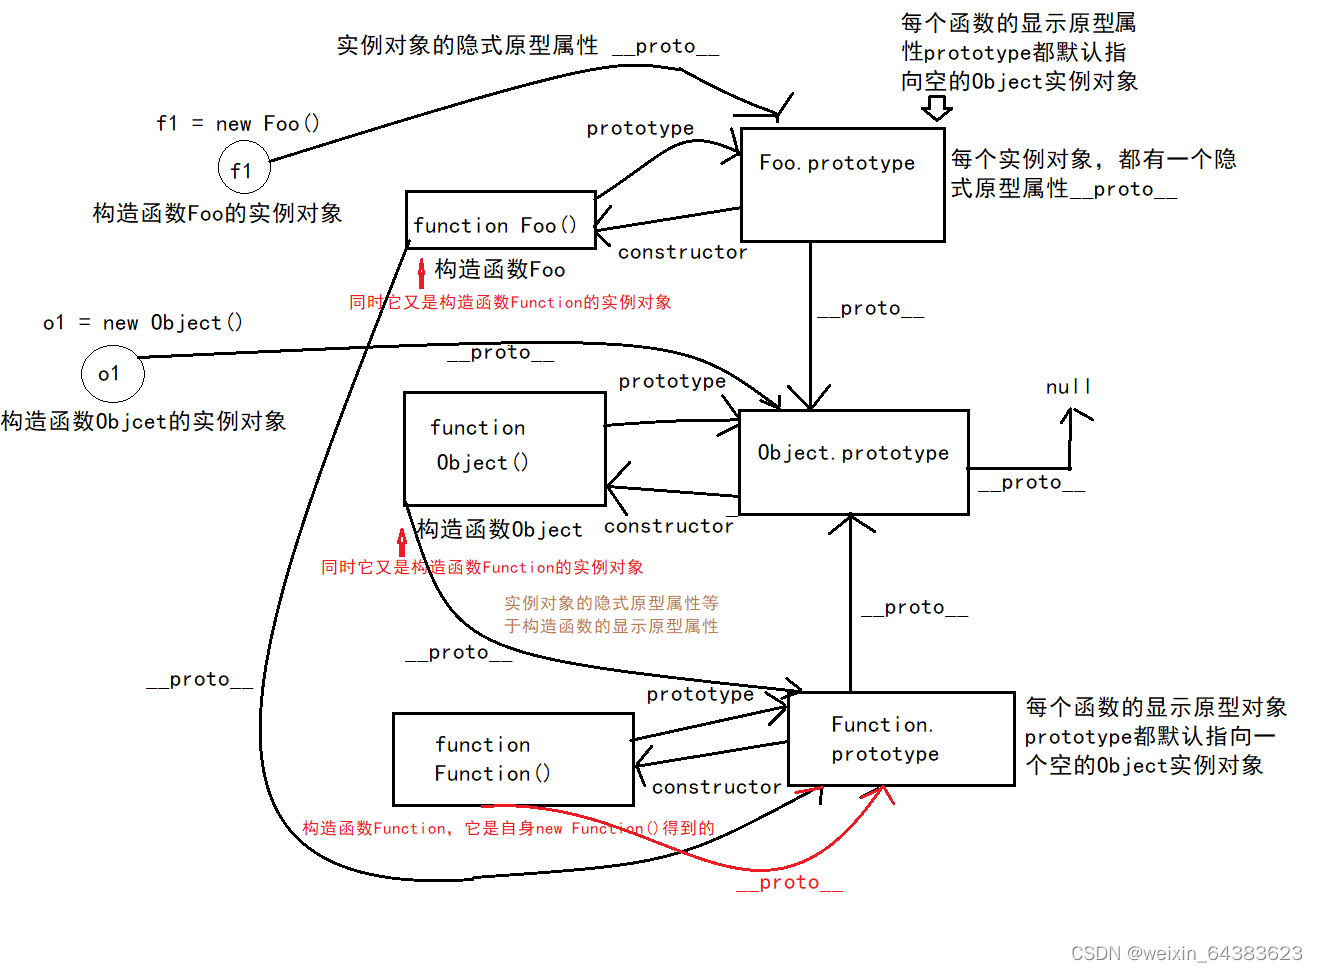 每个函数的显示原型属
性prototype都默认指
向空的Object实例对象
实例对象的隐式原型属性 __proto__
f1 = new Foo()
prototype
f1
Foo.prototype
每个实例对象，都有一个隐
式原型属性__proto__
构造函数Foo的实例对象
function Foo()
constructor
构造函数Foo
同时它又是构造函数Function的实例对象
__proto__
o1 = new Object()
__proto__
o1
prototype
null
构造函数Objcet的实例对象
function
Object()
Object.prototype
__proto__
构造函数Object
constructor
同时它又是构造函数Function的实例对象
实例对象的隐式原型属性等
于构造函数的显示原型属性
__proto__
__proto__
__proto__
prototype
每个函数的显示原型对象
prototype都默认指向一
个空的Object实例对象
function
Function()
Function.
prototype
constructor
构造函数Function，它是自身new Function()得到的
__proto__
CSDN @weixin_64383623